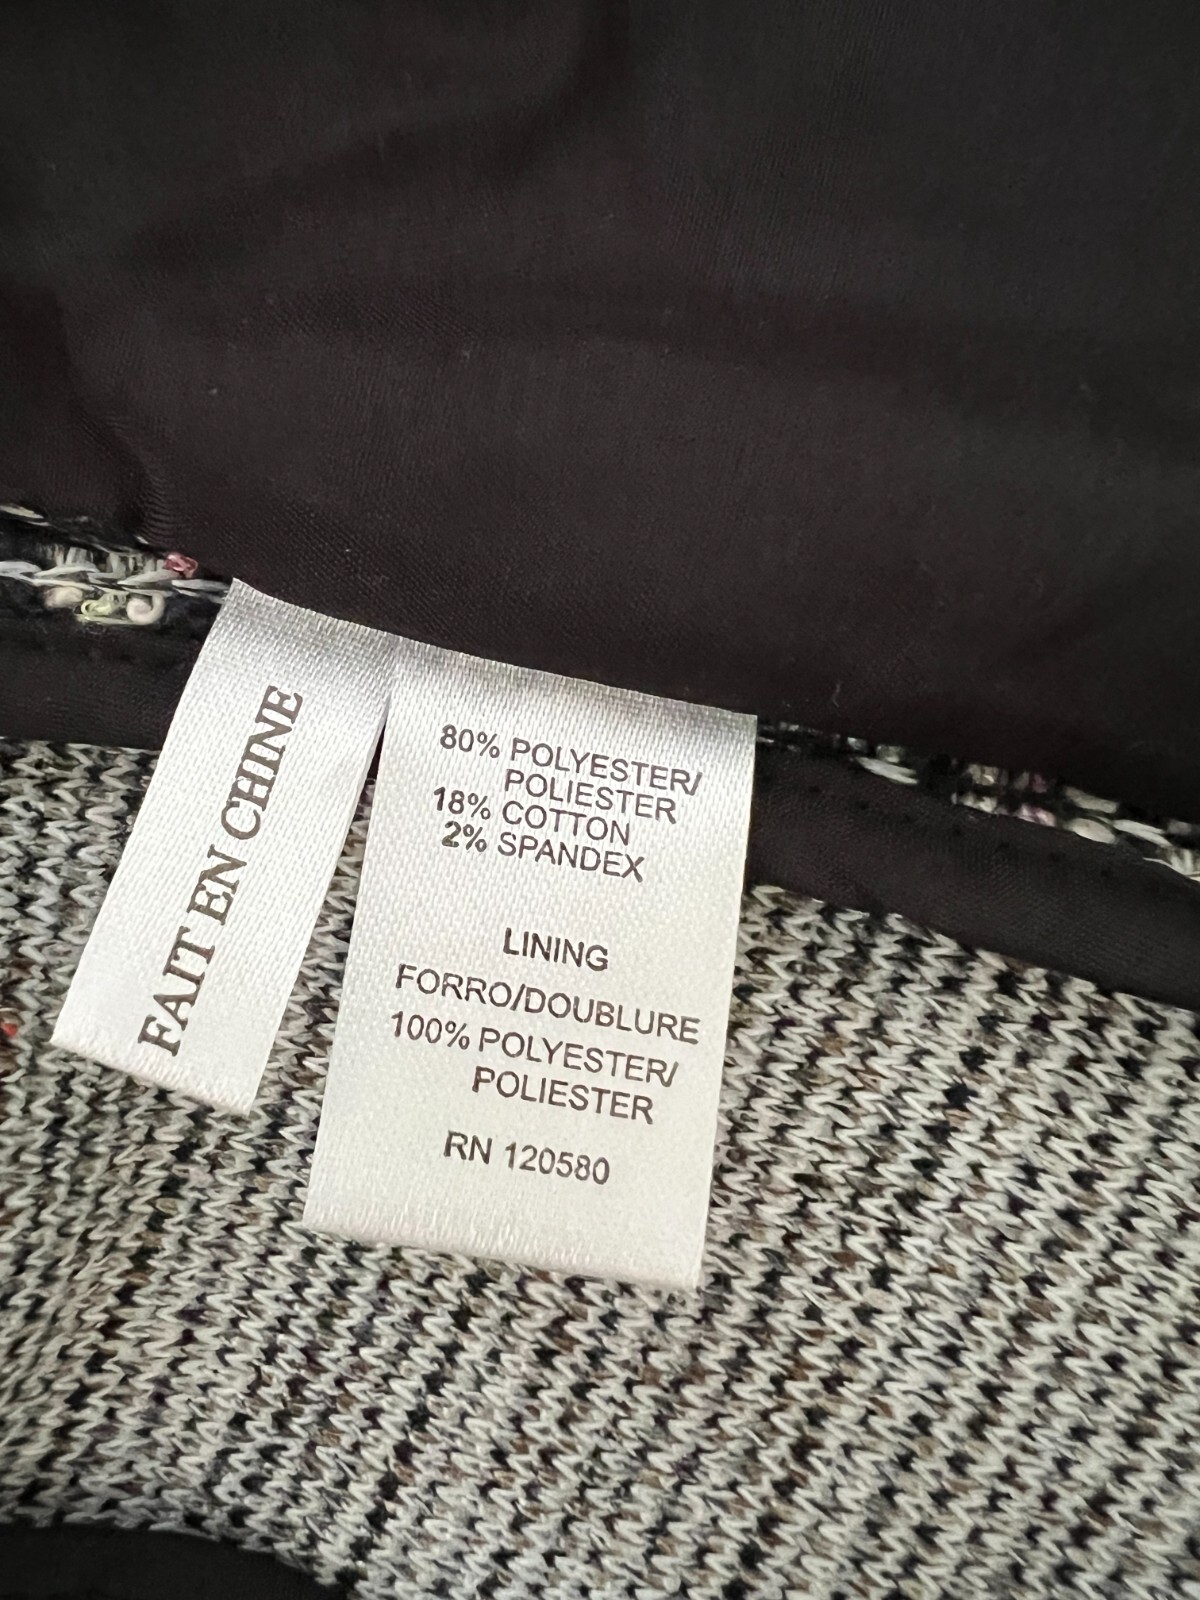 FAIT EN CHINE
80% POLYESTER/
POLIESTER
18% COTTON
2% SPANDEX
LINING
FORRO/DOUBLURE
100% POLYESTER/
POLIESTER
RN 120580